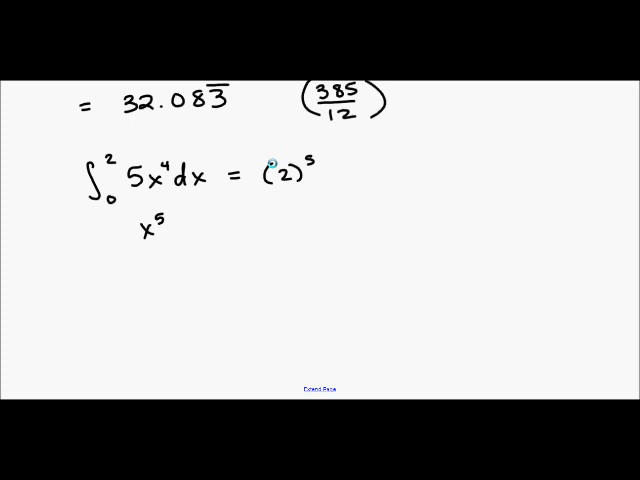 = 32.083̅ (385/12)
∫₀² 5x⁴dx = (2)⁵
x⁵
Extend Page